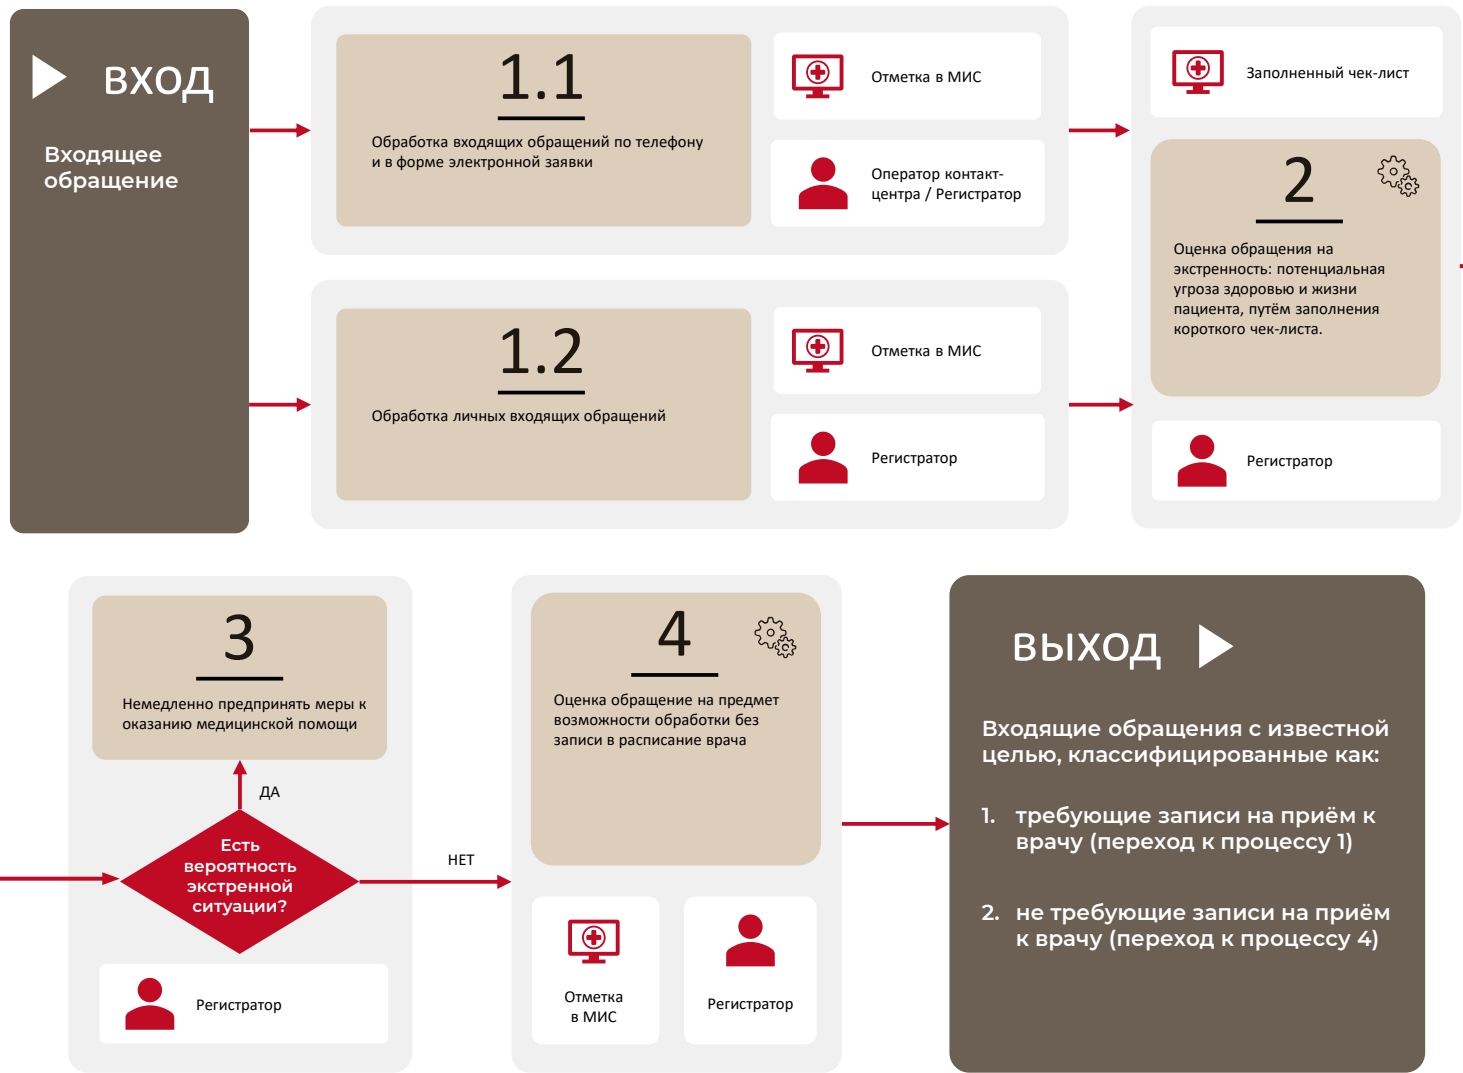 ВХОД
Входящее
обращение
1.1
Обработка входящих обращений по телефону
и в форме электронной заявки
Отметка в МИС
Оператор контакт-
центра / Регистратор
1.2
Обработка личных входящих обращений
Отметка в МИС
Регистратор
Заполненный чек-лист
2
Оценка обращения на
экстренность: потенциальная
угроза здоровью и жизни
пациента, путём заполнения
короткого чек-листа.
Регистратор
3
Немедленно предпринять меры к
оказанию медицинской помощи
ДА
Есть
вероятность
экстренной
ситуации?
НЕТ
Регистратор
4
Оценка обращение на предмет
возможности обработки без
записи в расписание врача
Отметка
в МИС
Регистратор
ВЫХОД
Входящие обращения с известной
целью, классифицированные как:
1. требующие записи на приём к
врачу (переход к процессу 1)
2. не требующие записи на приём
к врачу (переход к процессу 4)